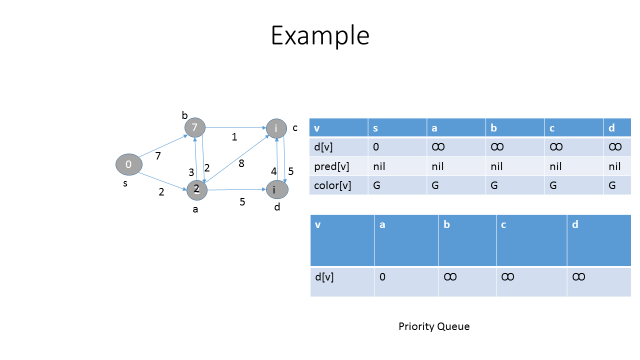 Example
b
7
i
c
1
0
7
s
3
2
8
4
5
2
2
i
a
5
d
v s a b c d
d[v] 0 ∞ ∞ ∞ ∞
pred[v] nil nil nil nil nil
color[v] G G G G G
v a b c d
d[v] 0 ∞ ∞ ∞
Priority Queue